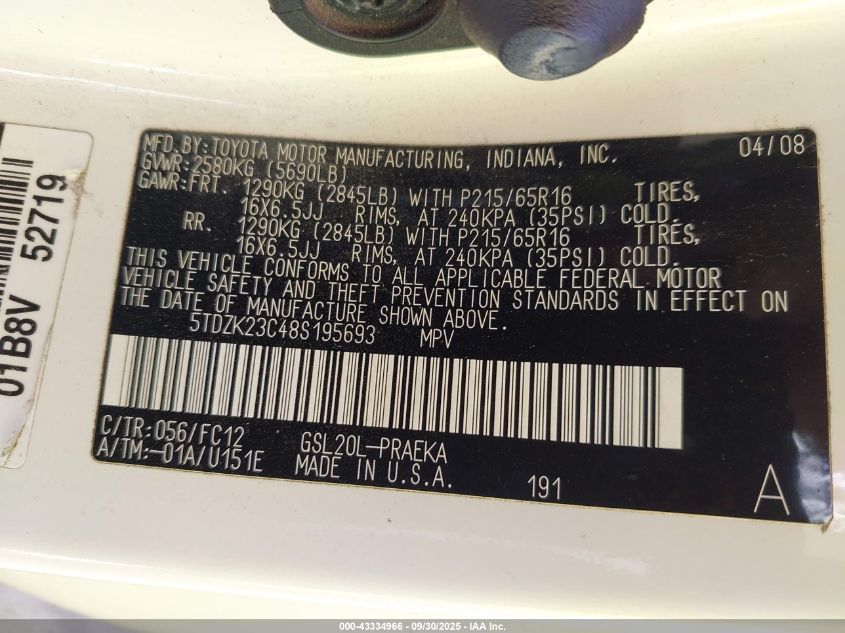 MFD. BY: TOYOTA MOTOR MANUFACTURING, INDIANA, INC. 04/08
GVWR: 2580KG (5690LB)
GAWR: FRT. 1290KG (2845LB) WITH P215/65R16 TIRES,
16X6.5JJ RIMS, AT 240KPA (35PSI) COLD.
RR. 1290KG (2845LB) WITH P215/65R16 TIRES,
16X6.5JJ RIMS, AT 240KPA (35PSI) COLD.
THIS VEHICLE CONFORMS TO ALL APPLICABLE FEDERAL MOTOR
VEHICLE SAFETY AND THEFT PREVENTION STANDARDS IN EFFECT ON
THE DATE OF MANUFACTURE SHOWN ABOVE.
5TDZK23C48S195693 MPV
C/TR: 056/FC12 GSL20L-PRAEKA
A/TM: -01A/U151E MADE IN U.S.A. 191 A
01B8V 52719
000-43334966 - 09/30/2025 - IAA Inc.